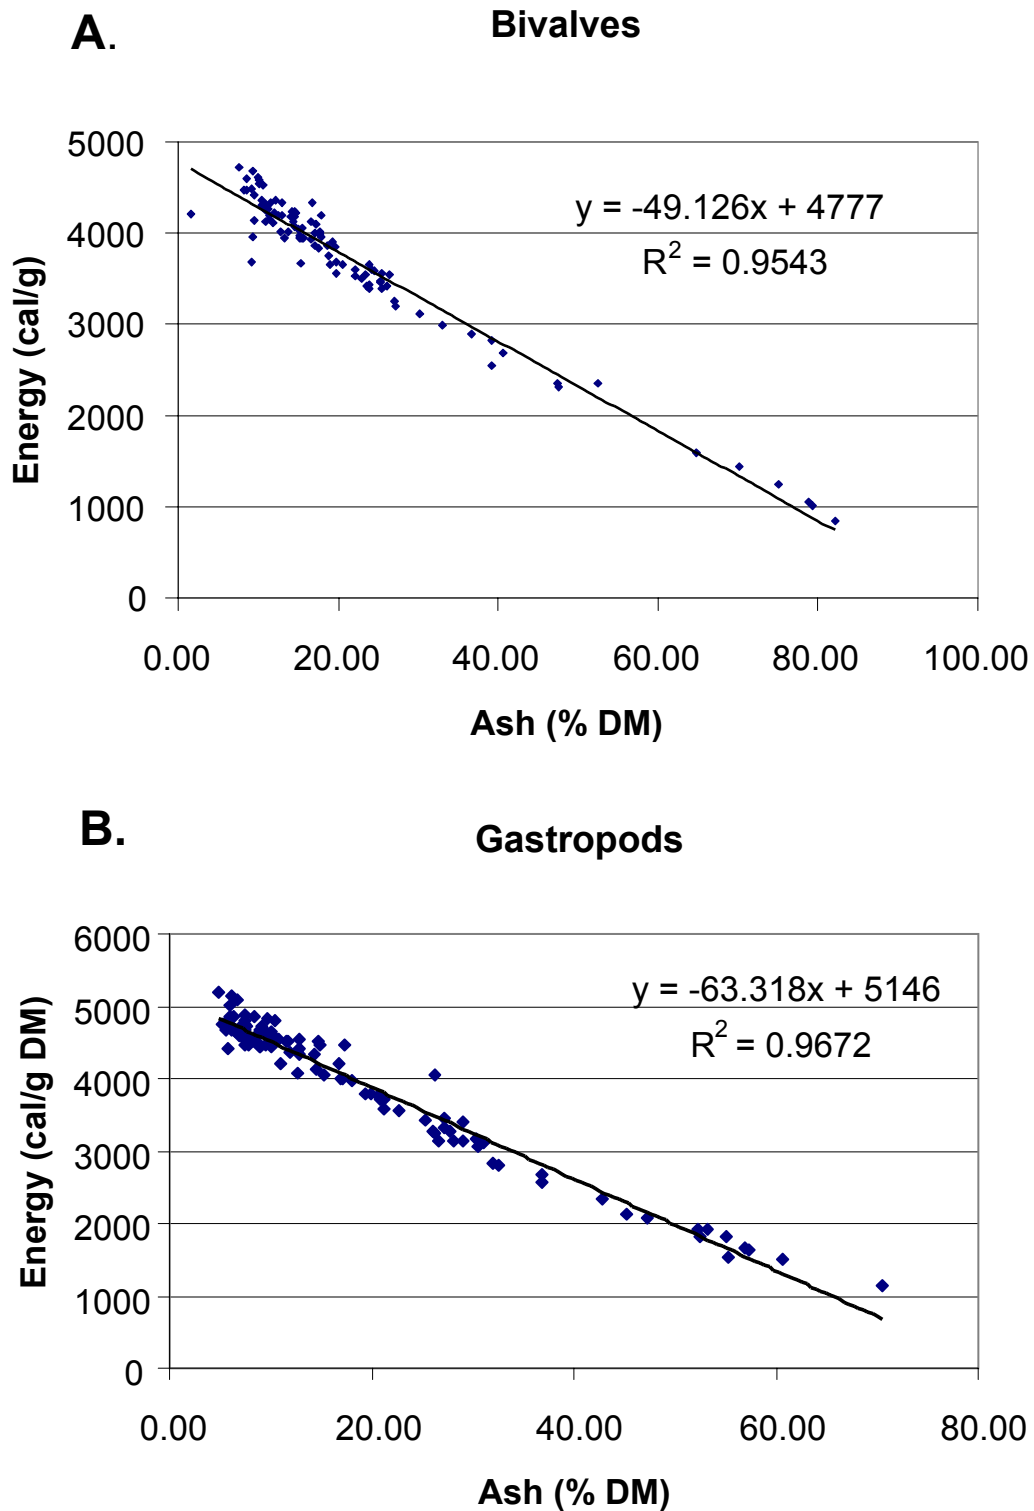 A.
Bivalves
5000
4000
3000
2000
1000
0
Energy (cal/g)
y = -49.126x + 4777
R² = 0.9543
0.00 20.00 40.00 60.00 80.00 100.00
Ash (% DM)
B.
Gastropods
6000
5000
4000
3000
2000
1000
0
Energy (cal/g DM)
y = -63.318x + 5146
R² = 0.9672
0.00 20.00 40.00 60.00 80.00
Ash (% DM)